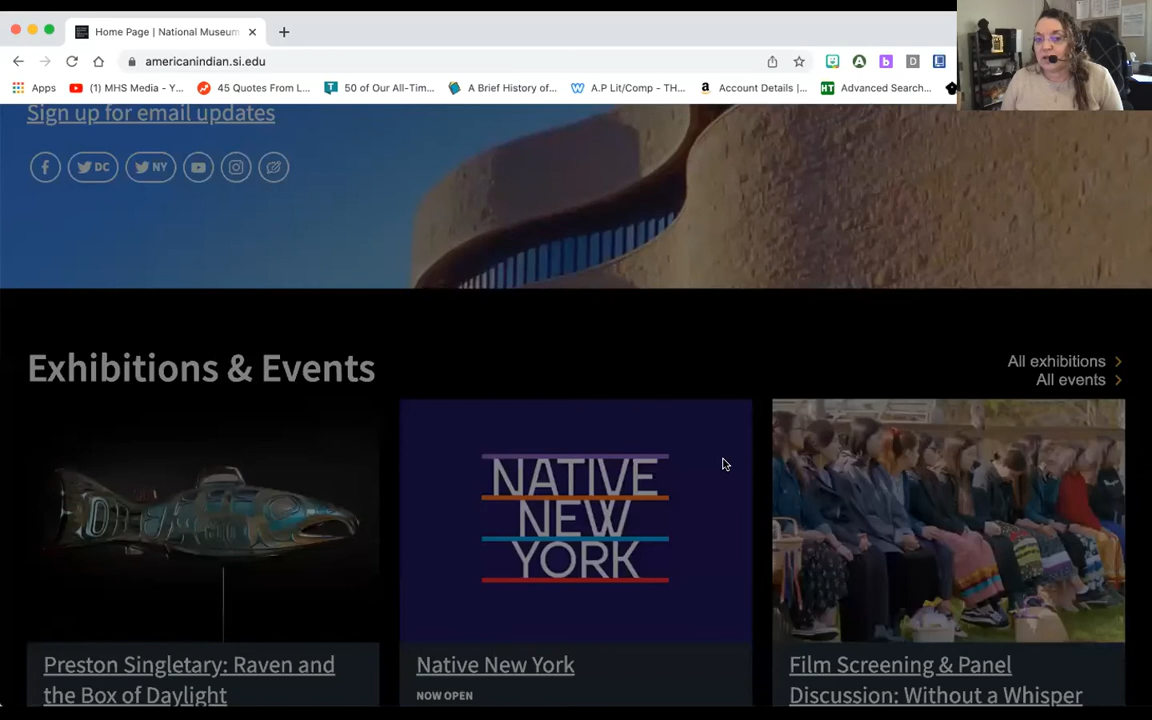 Home Page | National Museum
americanindian.si.edu
Apps
(1) MHS Media - Y...
45 Quotes From L...
50 of Our All-Tim...
A Brief History of...
A.P Lit/Comp - TH...
Account Details |...
Advanced Search...
Sign up for email updates
DC
NY
Exhibitions & Events
All exhibitions
All events
NATIVE
NEW
YORK
Preston Singletary: Raven and
the Box of Daylight
Native New York
NOW OPEN
Film Screening & Panel
Discussion: Without a Whisper